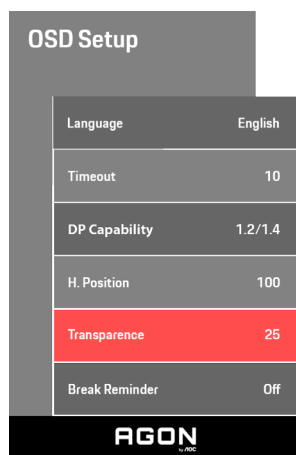 OSD Setup
Language English
Timeout 10
DP Capability 1.2/1.4
H. Position 100
Transparence 25
Break Reminder Off
AGON
by AOC